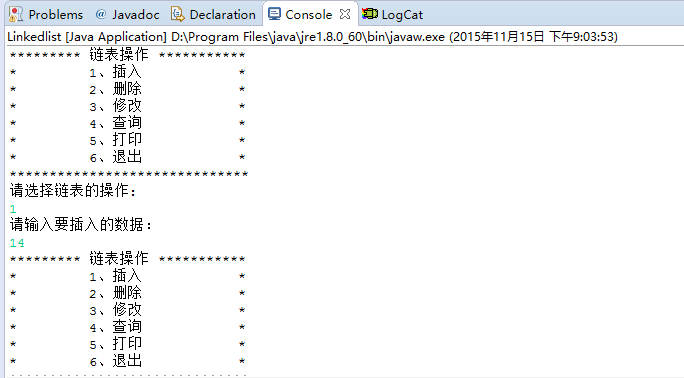 Problems @ Javadoc Declaration Console LogCat
Linkedlist [Java Application] D:\Program Files\java\jre1.8.0_60\bin\javaw.exe (2015年11月15日 下午9:03:53)
********* 链表操作 ***********
* 1、插入 *
* 2、删除 *
* 3、修改 *
* 4、查询 *
* 5、打印 *
* 6、退出 *
******************************
请选择链表的操作：
1
请输入要插入的数据：
14
********* 链表操作 ***********
* 1、插入 *
* 2、删除 *
* 3、修改 *
* 4、查询 *
* 5、打印 *
* 6、退出 *
******************************